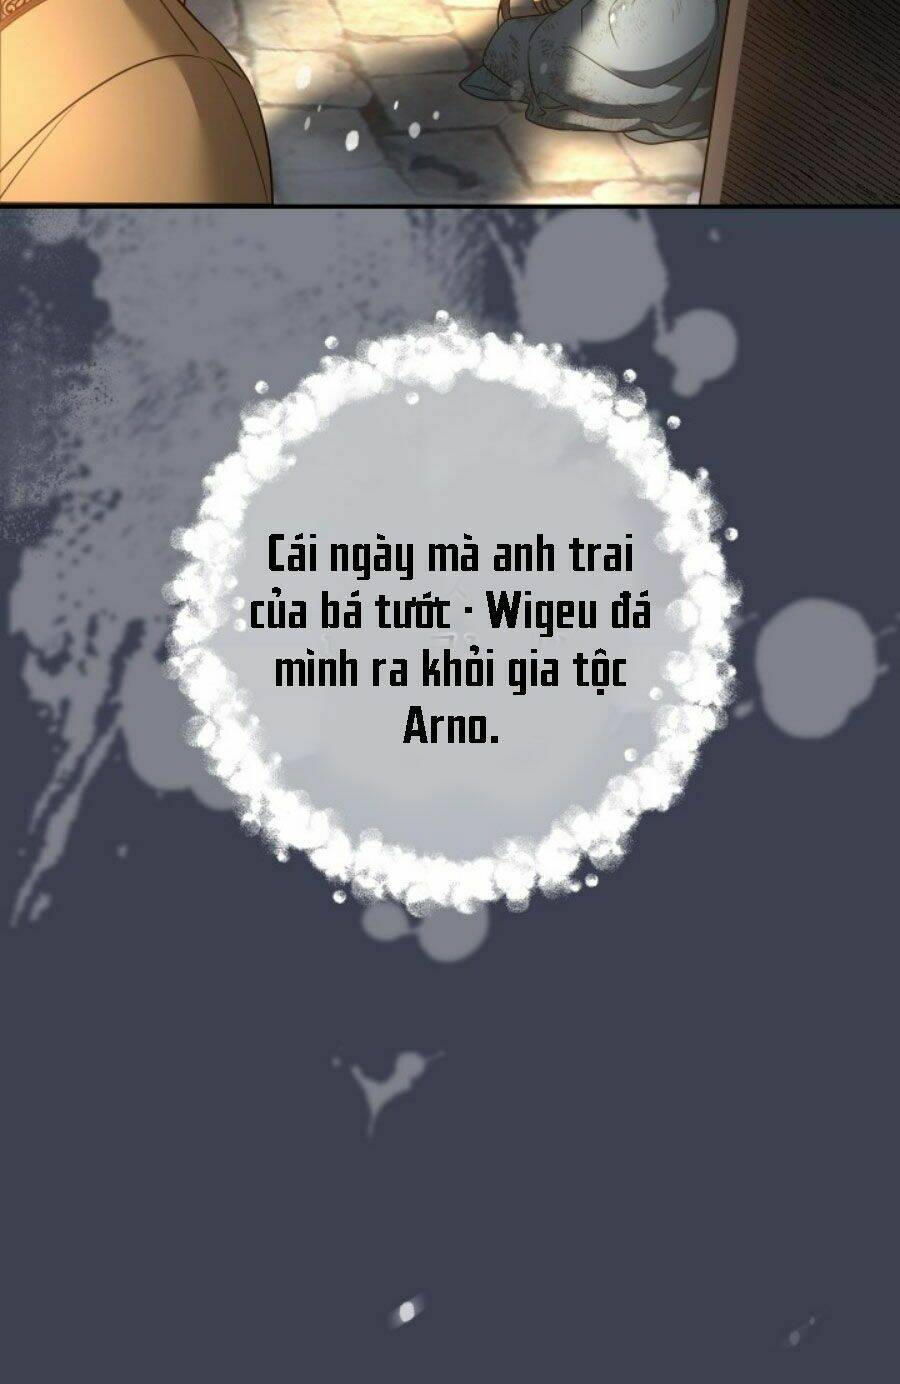 Cái ngày mà anh trai
của bá tước · Wigeu đá
mình ra khỏi gia tộc
Arno.